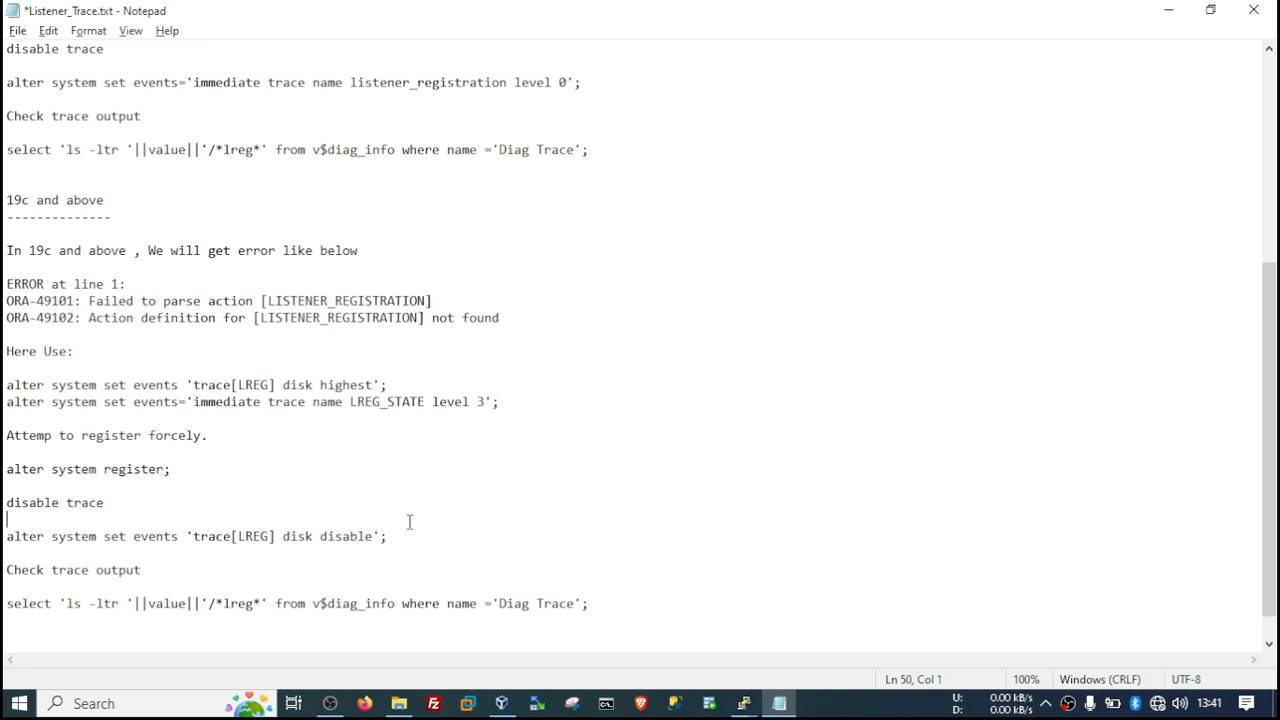 *Listener_Trace.txt - Notepad
File Edit Format View Help
disable trace
alter system set events='immediate trace name listener_registration level 0';
Check trace output
select 'ls -ltr '||value||'/*lreg*' from v$diag_info where name ='Diag Trace';
19c and above
--------------
In 19c and above , We will get error like below
ERROR at line 1:
ORA-49101: Failed to parse action [LISTENER_REGISTRATION]
ORA-49102: Action definition for [LISTENER_REGISTRATION] not found
Here Use:
alter system set events 'trace[LREG] disk highest';
alter system set events='immediate trace name LREG_STATE level 3';
Attemp to register forcely.
alter system register;
disable trace
alter system set events 'trace[LREG] disk disable';
Check trace output
select 'ls -ltr '||value||'/*lreg*' from v$diag_info where name ='Diag Trace';
Ln 50, Col 1 100% Windows (CRLF) UTF-8
Search
U: 0.00 kB/s
D: 0.00 kB/s
13:41